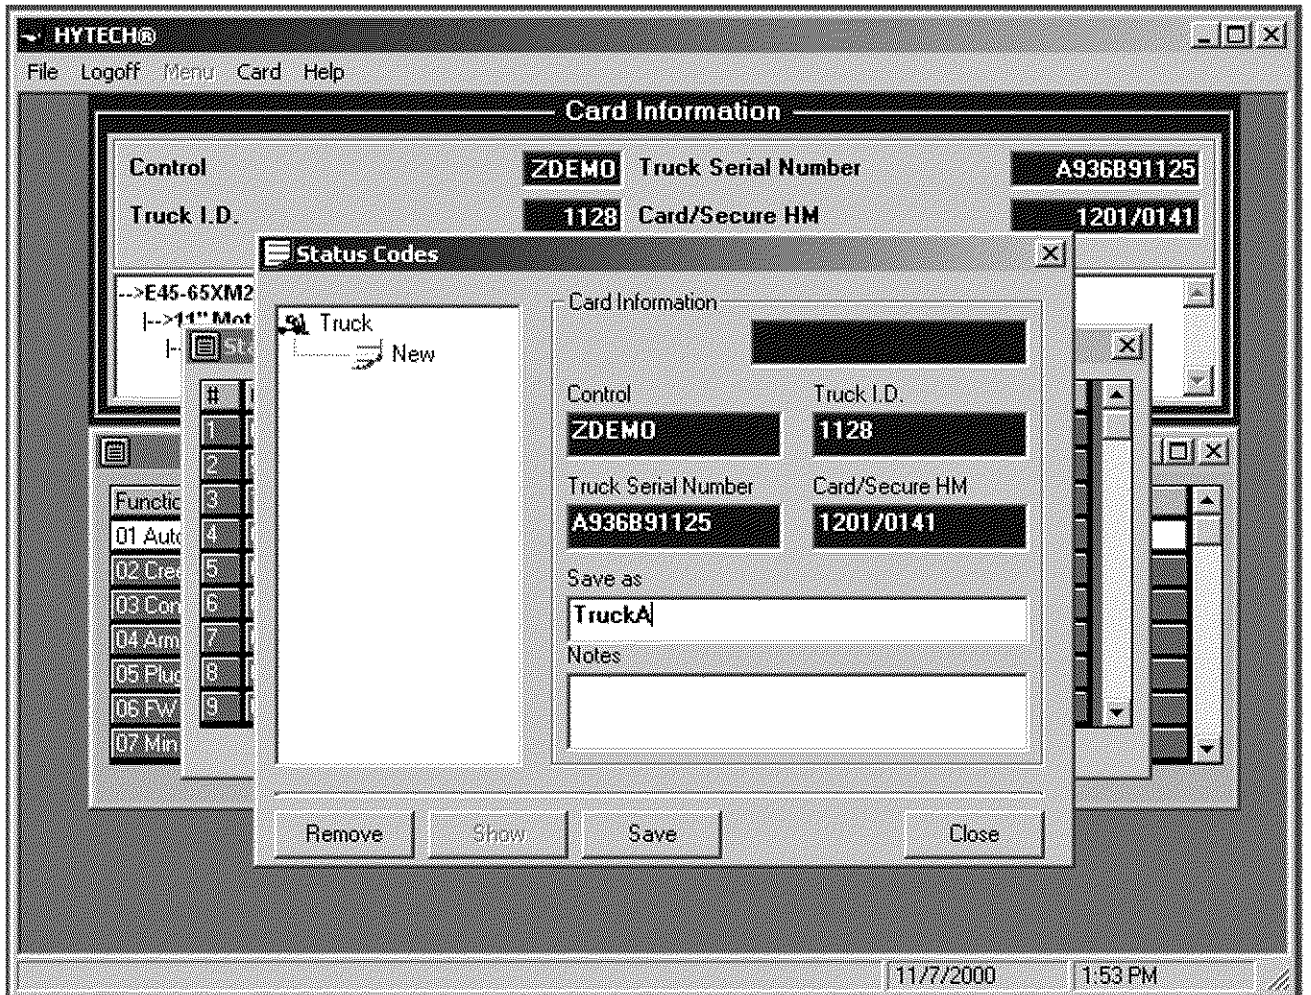 HYTECH®
File Logoff Menu Card Help
Card Information
Control ZDEMO Truck Serial Number A936B91125
Truck I.D. 1128 Card/Secure HM 1201/0141
Status Codes
-->E45-65XM2
|-->11" Mot
|-
Sta
#
1
2
3
4
5
6
7
8
9
Functio
01 Auto
02 Cree
03 Con
04 Arm
05 Plug
06 FW
07 Min
Truck
New
Card Information
Control Truck I.D.
ZDEMO 1128
Truck Serial Number Card/Secure HM
A936B91125 1201/0141
Save as
TruckA
Notes
Remove Show Save Close
11/7/2000 1:53 PM